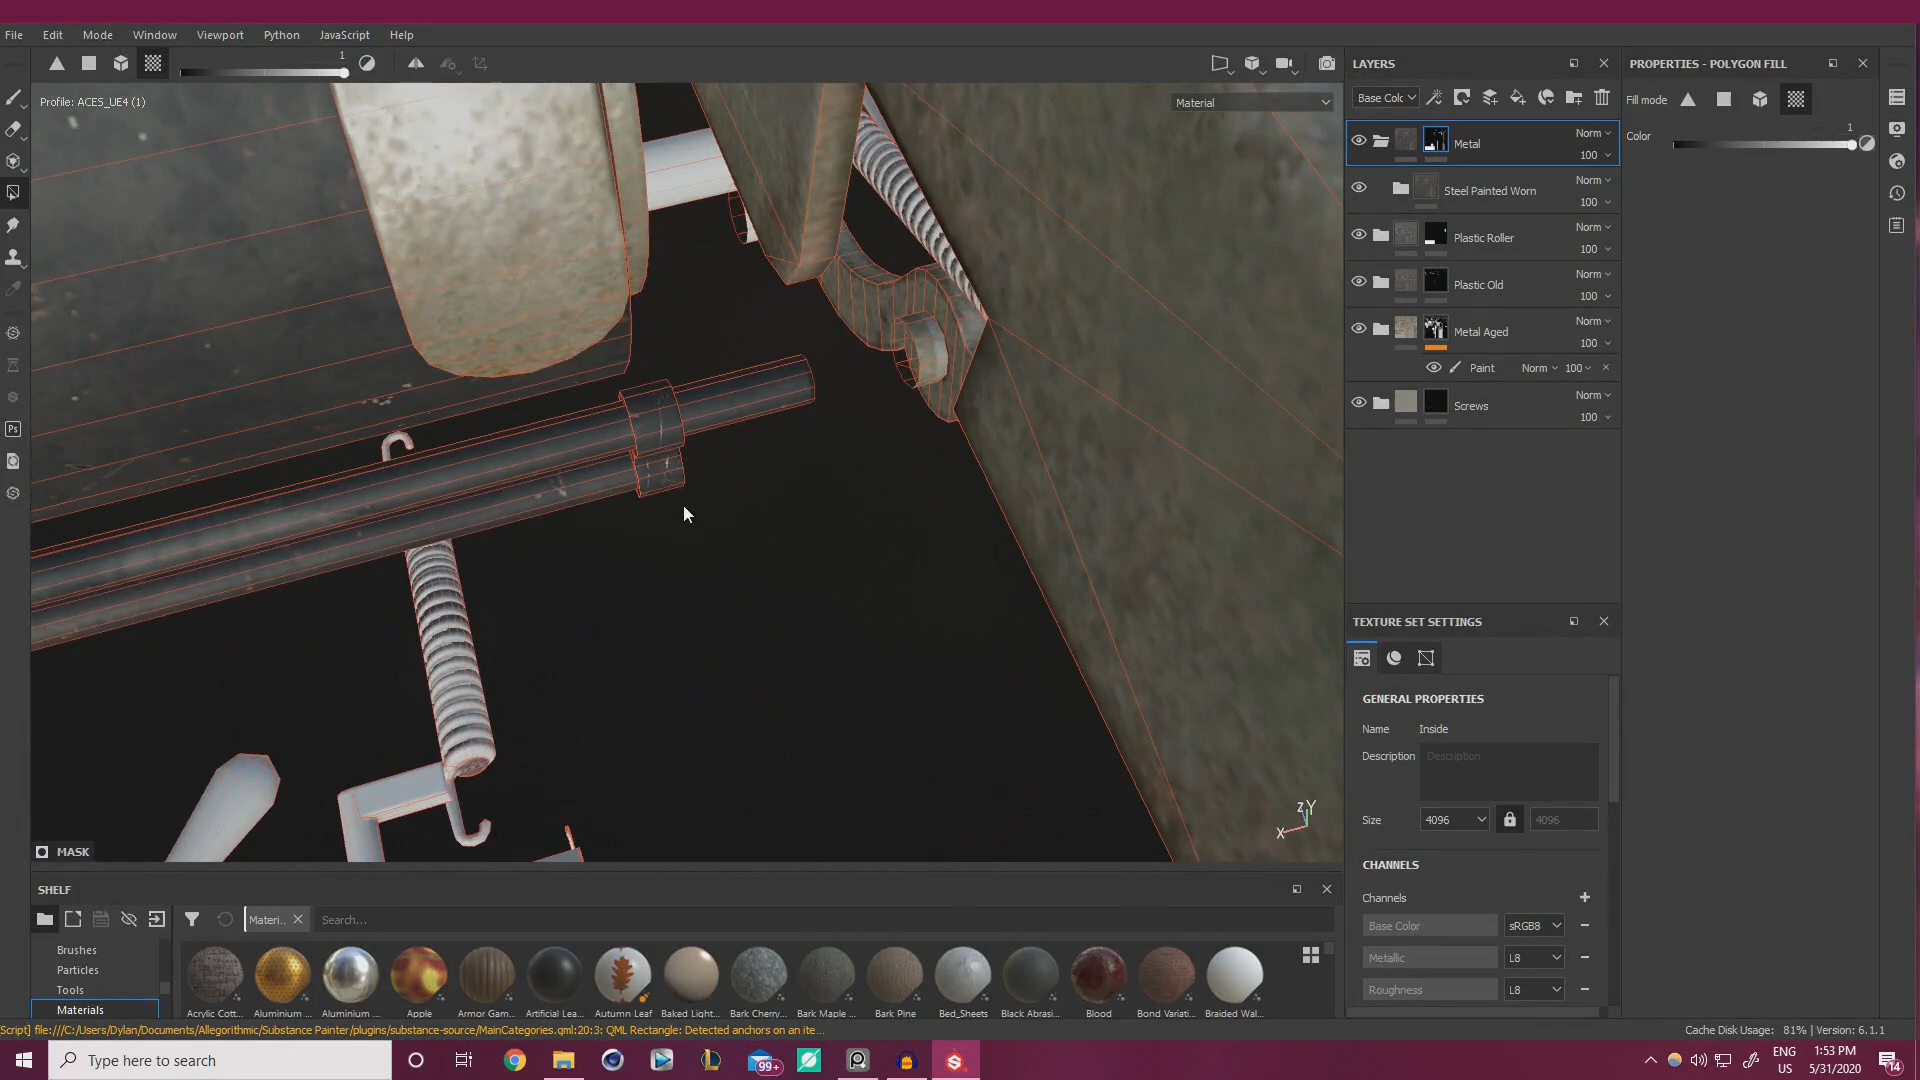 File Edit Mode Window Viewport Python JavaScript Help
1
Profile: ACES_UE4 (1)
Material
LAYERS
Base Colc
Norm
Metal
100
Norm
Steel Painted Worn
100
Norm
Plastic Roller
100
Norm
Plastic Old
100
Norm
Metal Aged
100
Paint Norm 100
Norm
Screws
100
PROPERTIES - POLYGON FILL
Fill mode
Color 1
TEXTURE SET SETTINGS
GENERAL PROPERTIES
Name Inside
Description Description
Size 4096 4096
CHANNELS
Channels
Base Color sRGB8
Metallic L8
Roughness L8
Z Y
X
MASK
SHELF
Materi.. Search...
Brushes
Particles
Tools
Materials
Acrylic Cott... Aluminium ... Aluminium ... Apple Armor Gam... Artificial Lea... Autumn Leaf Baked Light... Bark Cherry... Bark Maple ... Bark Pine Bed_Sheets Black Abrasi... Blood Bond Variati... Braided Wal...
Script] file:///C:/Users/Dylan/Documents/Allegorithmic/Substance Painter/plugins/substance-source/MainCategories.qml:20:3: QML Rectangle: Detected anchors on an ite...
Cache Disk Usage: 81% | Version: 6.1.1
Type here to search
99+
ENG
US
1:53 PM
5/31/2020
14
Ps